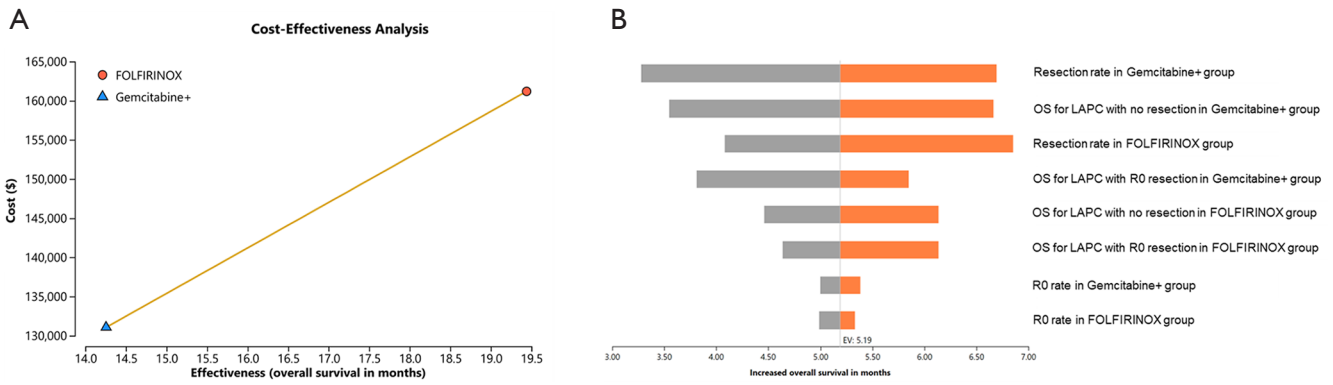 A
Cost-Effectiveness Analysis
165,000
160,000
155,000
150,000
145,000
140,000
135,000
130,000
Cost ($)
FOLFIRINOX
Gemcitabine+
14.0 14.5 15.0 15.5 16.0 16.5 17.0 17.5 18.0 18.5 19.0 19.5
Effectiveness (overall survival in months)
B
Resection rate in Gemcitabine+ group
OS for LAPC with no resection in Gemcitabine+ group
Resection rate in FOLFIRINOX group
OS for LAPC with R0 resection in Gemcitabine+ group
OS for LAPC with no resection in FOLFIRINOX group
OS for LAPC with R0 resection in FOLFIRINOX group
R0 rate in Gemcitabine+ group
R0 rate in FOLFIRINOX group
EV: 5.19
3.00 3.50 4.00 4.50 5.00 5.50 6.00 6.50 7.00
Increased overall survival in months